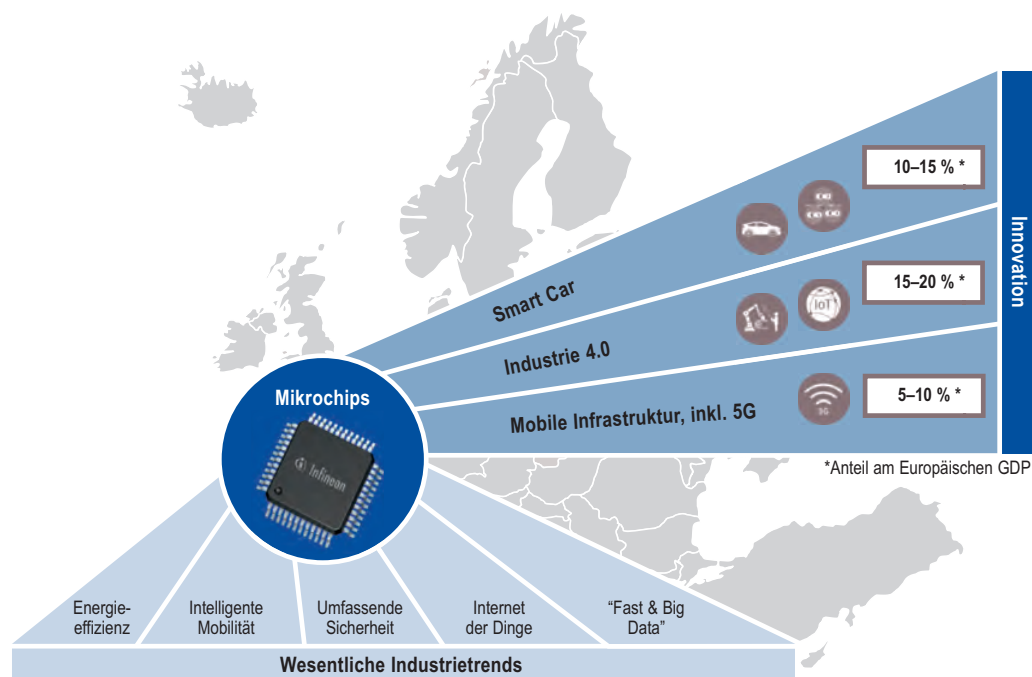 10–15 % *
15–20 % *
5–10 % *
Innovation
Smart Car
Industrie 4.0
Mobile Infrastruktur, inkl. 5G
IoT
5G
*Anteil am Europäischen GDP
Mikrochips
Infineon
Energie-
effizienz
Intelligente
Mobilität
Umfassende
Sicherheit
Internet
der Dinge
“Fast & Big
Data”
Wesentliche Industrietrends